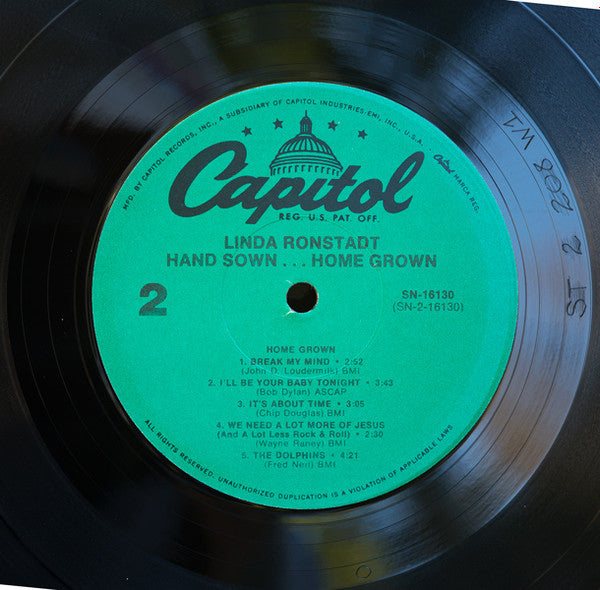 MFD. BY CAPITOL RECORDS, INC., A SUBSIDIARY OF CAPITOL INDUSTRIES-EMI, INC., U.S.A. • Capitol MARCA REG.
Capitol
REG. U.S. PAT. OFF.
LINDA RONSTADT
HAND SOWN . . . HOME GROWN
2
SN-16130
(SN-2-16130)
HOME GROWN
1. BREAK MY MIND • 2:52
(John D. Loudermilk) BMI
2. I'LL BE YOUR BABY TONIGHT • 3:43
(Bob Dylan) ASCAP
3. IT'S ABOUT TIME • 3:05
(Chip Douglas) BMI
4. WE NEED A LOT MORE OF JESUS
(And A Lot Less Rock & Roll) • 2:30
(Wayne Raney) BMI
5. THE DOLPHINS • 4:21
(Fred Neil) BMI
ALL RIGHTS RESERVED. UNAUTHORIZED DUPLICATION IS A VIOLATION OF APPLICABLE LAWS
ST 2 208 W1